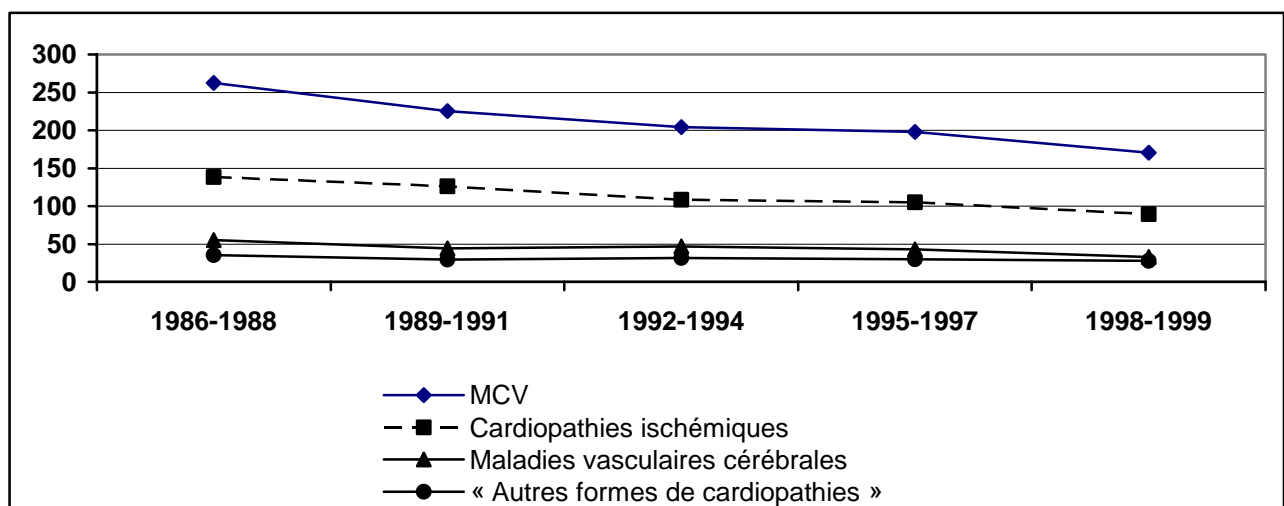 300
250
200
150
100
50
0
1986-1988 1989-1991 1992-1994 1995-1997 1998-1999
MCV
Cardiopathies ischémiques
Maladies vasculaires cérébrales
« Autres formes de cardiopathies »